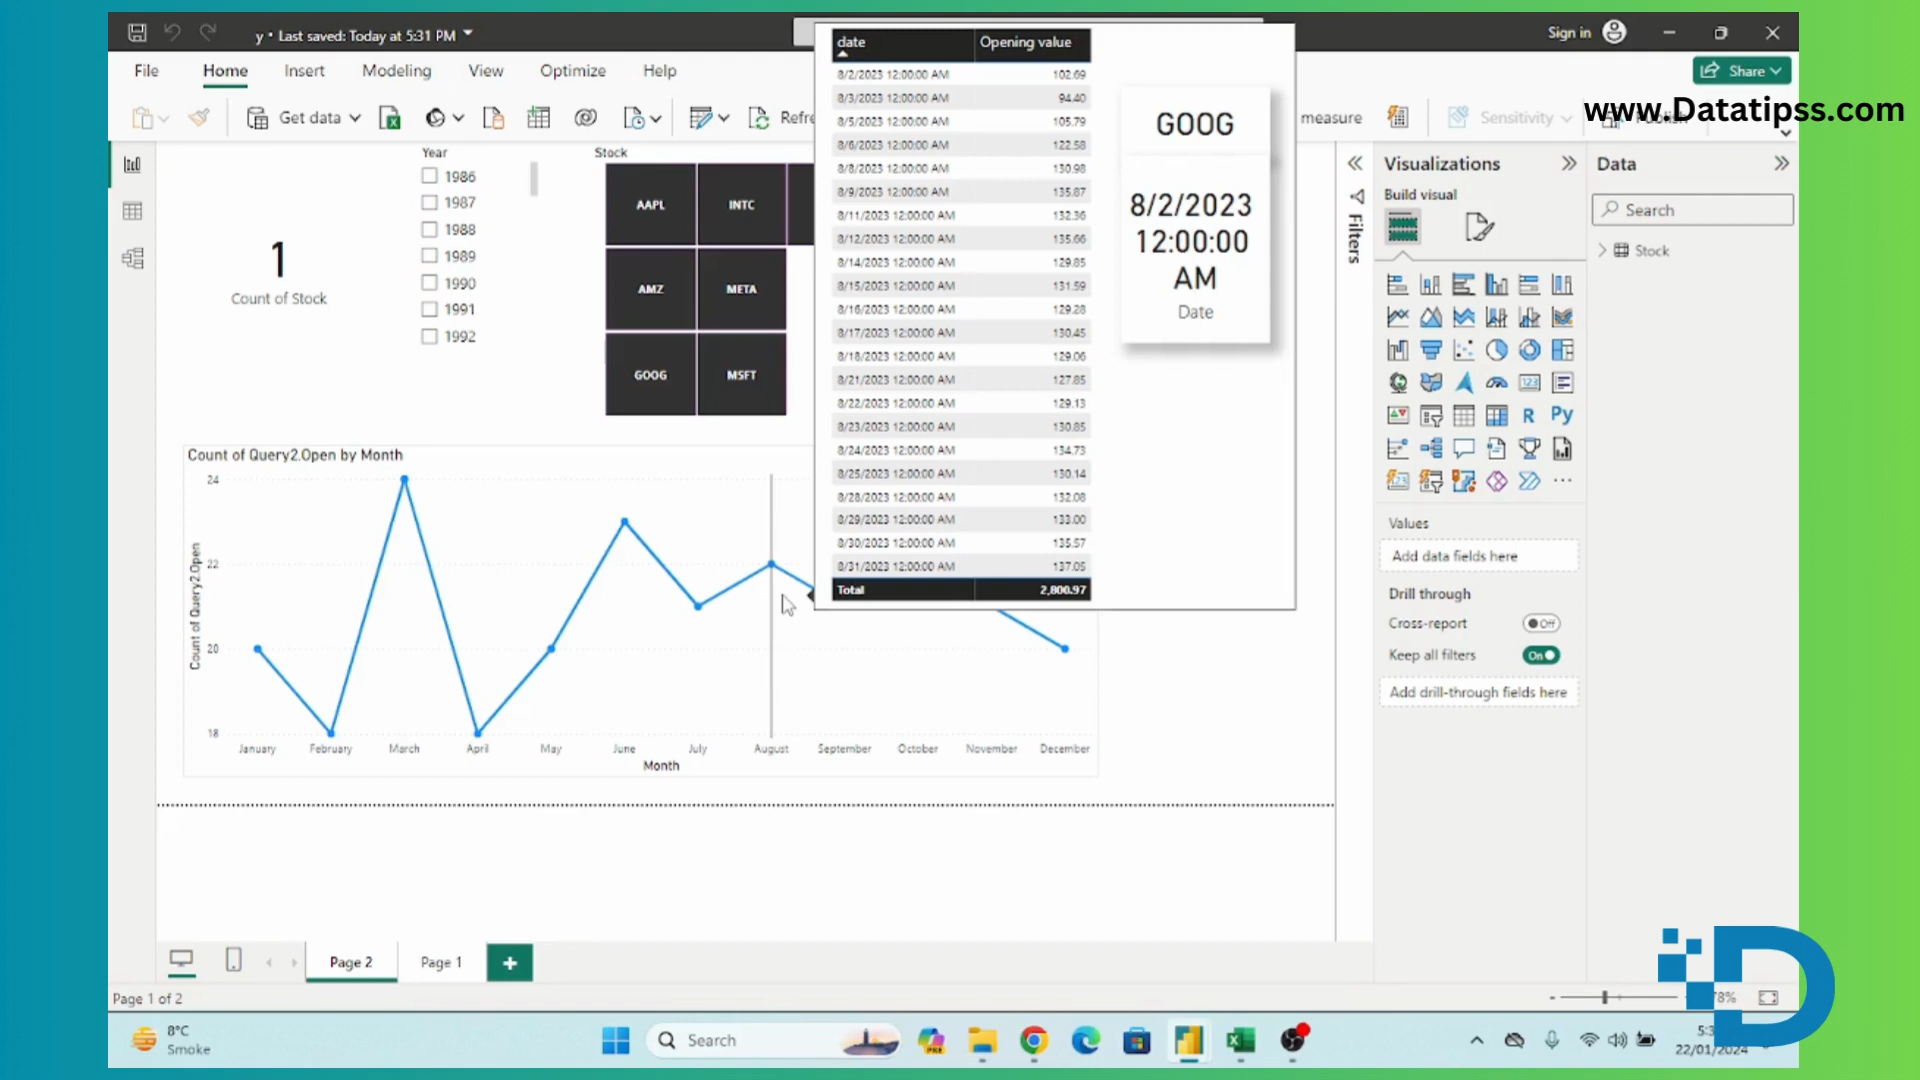 y • Last saved: Today at 5:31 PM
Sign in
File Home Insert Modeling View Optimize Help
Share
Get data
Refre
measure
Sensitivity
www.Datatipss.com
Year
1986
1987
1988
1989
1990
1991
1992
Stock
AAPL INTC
AMZ META
GOOG MSFT
1
Count of Stock
date Opening value
8/2/2023 12:00:00 AM 102.69
8/3/2023 12:00:00 AM 94.40
8/5/2023 12:00:00 AM 105.79
8/6/2023 12:00:00 AM 122.58
8/8/2023 12:00:00 AM 130.98
8/9/2023 12:00:00 AM 135.87
8/11/2023 12:00:00 AM 132.36
8/12/2023 12:00:00 AM 135.66
8/14/2023 12:00:00 AM 129.85
8/15/2023 12:00:00 AM 131.59
8/16/2023 12:00:00 AM 129.28
8/17/2023 12:00:00 AM 130.45
8/18/2023 12:00:00 AM 129.06
8/21/2023 12:00:00 AM 127.85
8/22/2023 12:00:00 AM 129.13
8/23/2023 12:00:00 AM 130.85
8/24/2023 12:00:00 AM 134.73
8/25/2023 12:00:00 AM 130.14
8/28/2023 12:00:00 AM 132.08
8/29/2023 12:00:00 AM 133.00
8/30/2023 12:00:00 AM 135.57
8/31/2023 12:00:00 AM 137.05
Total 2,800.97
GOOG
8/2/2023
12:00:00
AM
Date
Count of Query2.Open by Month
Count of Query2.Open
24
22
20
18
January February March April May June July August September October November December
Month
Filters
Visualizations
Build visual
123
R Py
Values
Add data fields here
Drill through
Cross-report Off
Keep all filters On
Add drill-through fields here
Data
Search
Stock
Page 2 Page 1 +
Page 1 of 2
78%
8°C
Smoke
Search
PRE
22/01/2024
D